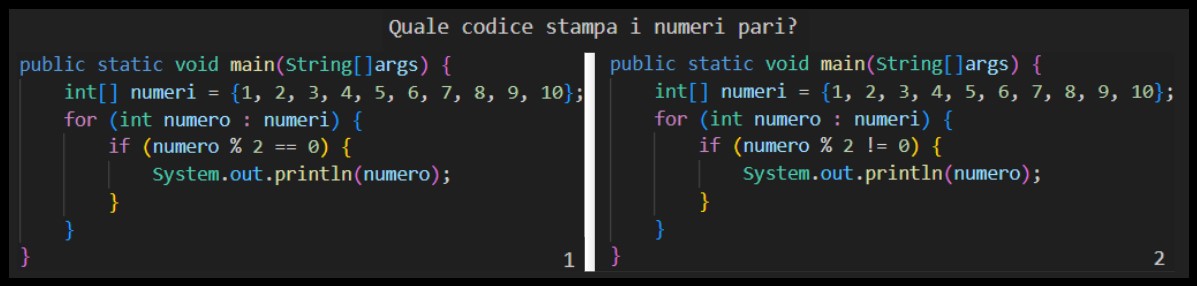 Quale codice stampa i numeri pari?
public static void main(String[]args) {
int[] numeri = {1, 2, 3, 4, 5, 6, 7, 8, 9, 10};
for (int numero : numeri) {
if (numero % 2 == 0) {
System.out.println(numero);
}
}
}
1
public static void main(String[]args) {
int[] numeri = {1, 2, 3, 4, 5, 6, 7, 8, 9, 10};
for (int numero : numeri) {
if (numero % 2 != 0) {
System.out.println(numero);
}
}
}
2